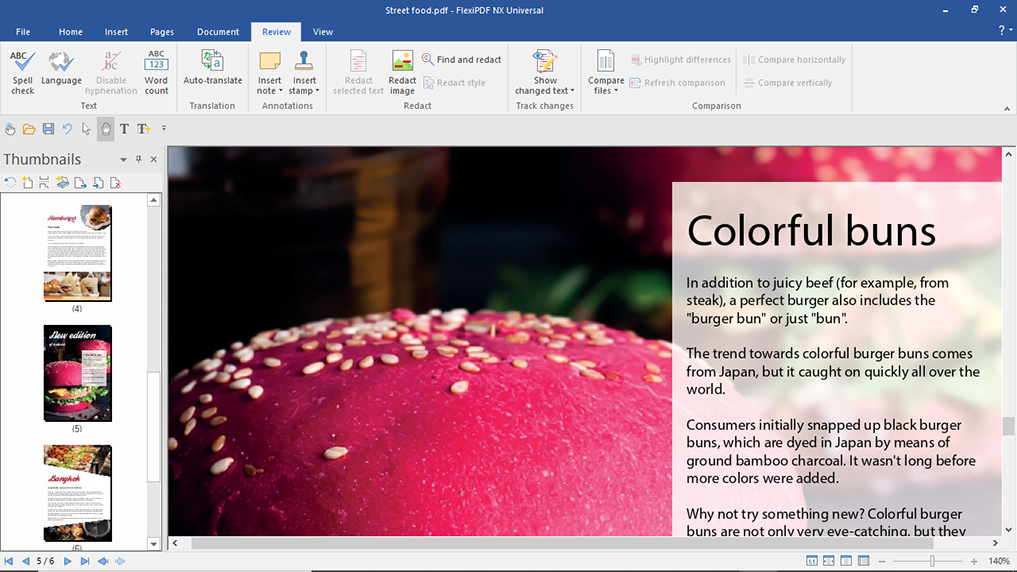 Street food.pdf - FlexiPDF NX Universal
File Home Insert Pages Document Review View
?
ABC
Spell check
Language
Disable hyphenation
ABC 123
Word count
Text
Auto-translate
Translation
Insert note
Insert stamp
Annotations
Redact selected text
Redact image
Find and redact
Redact style
Redact
Show changed text
Track changes
Compare files
Highlight differences
Refresh comparison
Compare horizontally
Compare vertically
Comparison
T T
Thumbnails
Hamburger
(4)
New edition
(5)
Bangkok
(6)
Colorful buns
In addition to juicy beef (for example, from
steak), a perfect burger also includes the
"burger bun" or just "bun".
The trend towards colorful burger buns comes
from Japan, but it caught on quickly all over the
world.
Consumers initially snapped up black burger
buns, which are dyed in Japan by means of
ground bamboo charcoal. It wasn't long before
more colors were added.
Why not try something new? Colorful burger
buns are not only very eye-catching, but they
5 / 6
140%